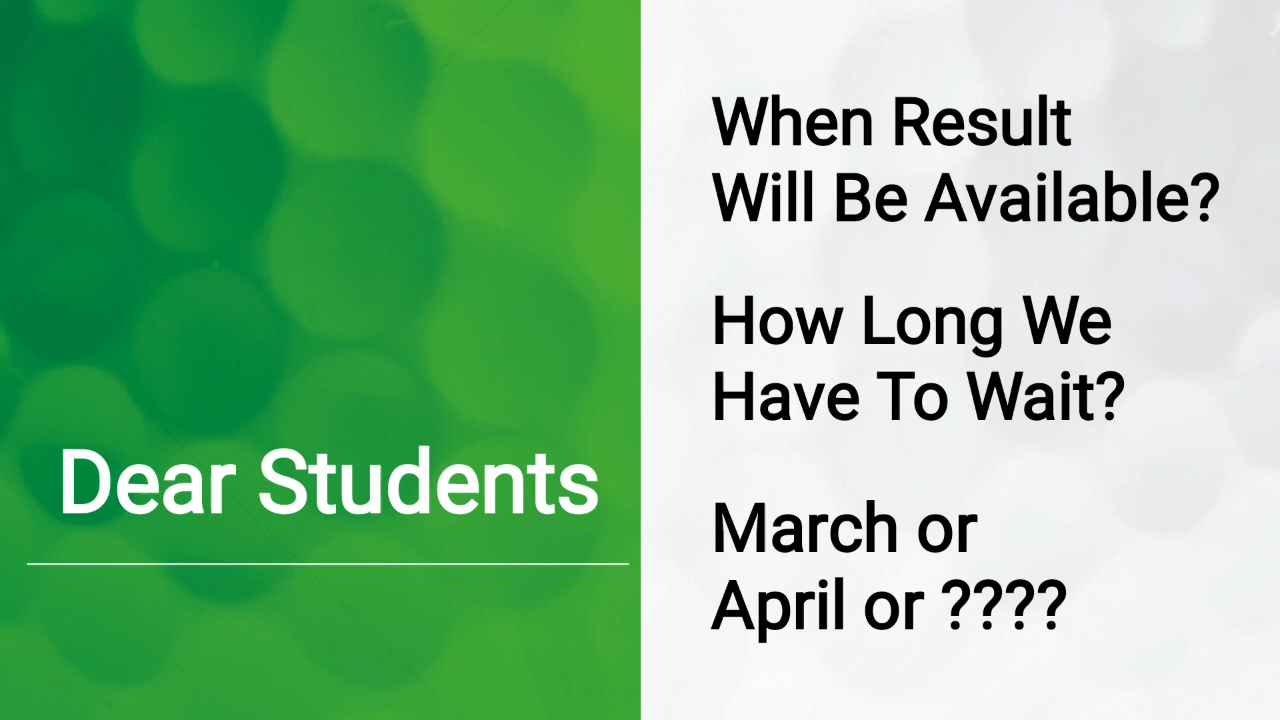 Dear Students
When Result
Will Be Available?
How Long We
Have To Wait?
March or
April or ????